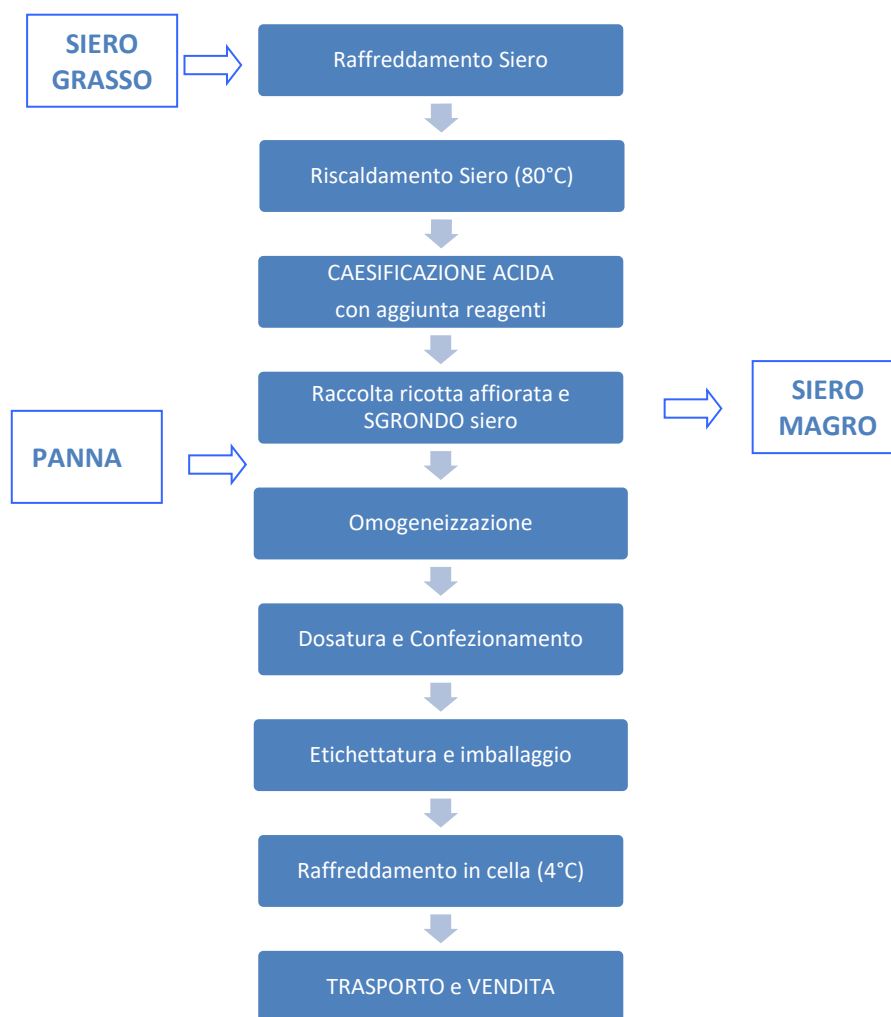 SIERO
GRASSO
Raffreddamento Siero
Riscaldamento Siero (80°C)
CAESIFICAZIONE ACIDA
con aggiunta reagenti
Raccolta ricotta affiorata e
SGRONDO siero
SIERO
MAGRO
PANNA
Omogeneizzazione
Dosatura e Confezionamento
Etichettatura e imballaggio
Raffreddamento in cella (4°C)
TRASPORTO e VENDITA